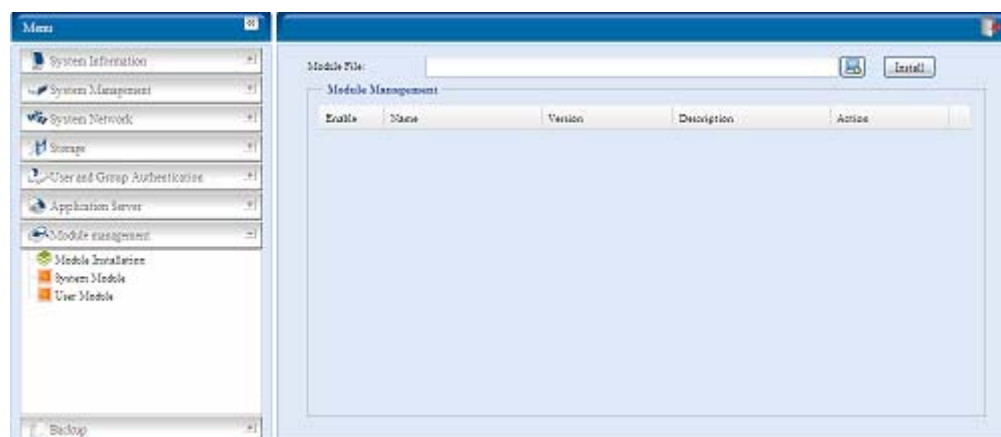 Menu
System Information
System Management
System Network
Storage
User and Group Authentication
Application Server
Module management
Module Installation
System Module
User Module
Backup
Module File:
Install
Module Management
Enable Name Version Description Action